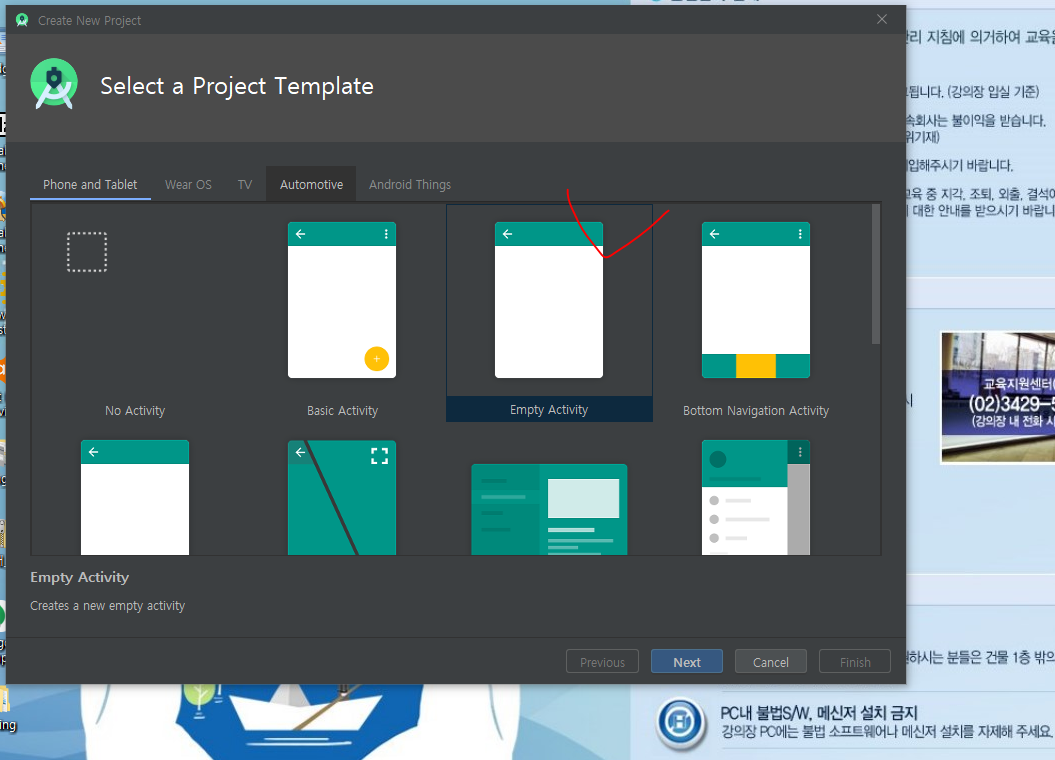 Create New Project
Select a Project Template
Phone and Tablet
Wear OS
TV
Automotive
Android Things
No Activity
Basic Activity
Empty Activity
Bottom Navigation Activity
Empty Activity
Creates a new empty activity
Previous
Next
Cancel
Finish
지침에 의거하여 교육을
됩니다. (강의장 입실 기준)
불이익을 받습니다.
위기재)
입해주시기 바랍니다.
교육 중 지각, 조퇴, 외출, 결석에
대한 안내를 받으시기 바랍니
교육지원센터(
(02)3429-5
(강의장 내 전화 사
하시는 분들은 건물 1층 밖의
PC내 불법S/W, 메신저 설치 금지
강의장 PC에는 불법 소프트웨어나 메신저 설치를 자제해 주세요.
ing